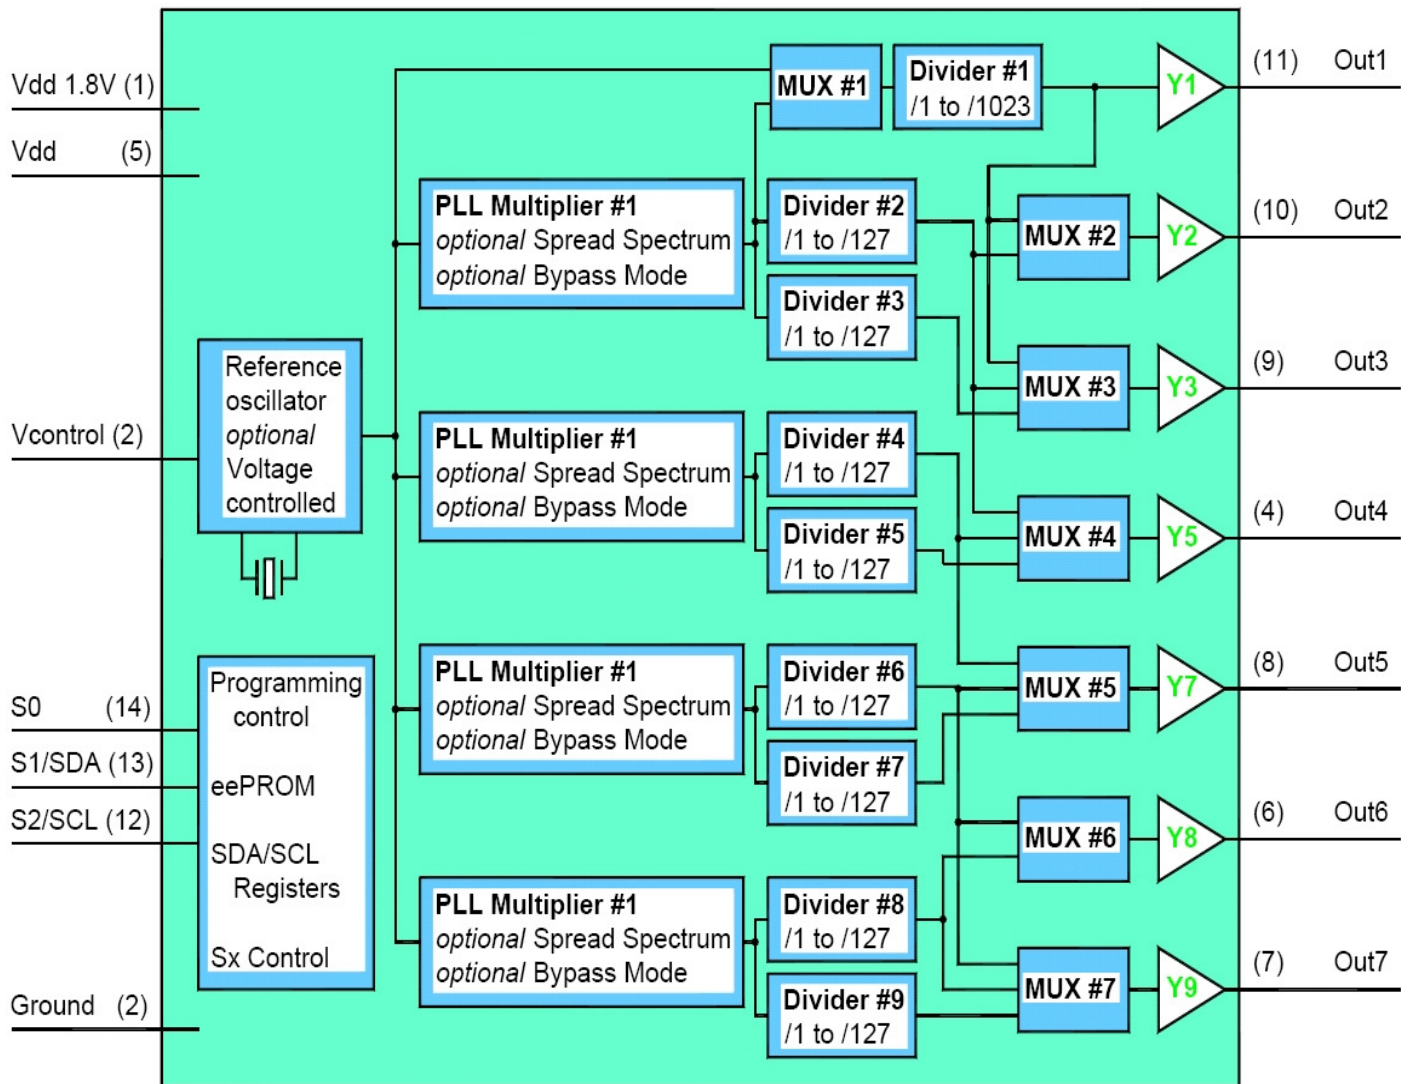 Vdd 1.8V (1)
Vdd (5)
Vcontrol (2)
S0 (14)
S1/SDA (13)
S2/SCL (12)
Ground (2)
Reference
oscillator
optional
Voltage
controlled
Programming
control
eePROM
SDA/SCL
Registers
Sx Control
PLL Multiplier #1
optional Spread Spectrum
optional Bypass Mode
PLL Multiplier #1
optional Spread Spectrum
optional Bypass Mode
PLL Multiplier #1
optional Spread Spectrum
optional Bypass Mode
PLL Multiplier #1
optional Spread Spectrum
optional Bypass Mode
MUX #1
Divider #1
/1 to /1023
Divider #2
/1 to /127
Divider #3
/1 to /127
Divider #4
/1 to /127
Divider #5
/1 to /127
Divider #6
/1 to /127
Divider #7
/1 to /127
Divider #8
/1 to /127
Divider #9
/1 to /127
MUX #2
MUX #3
MUX #4
MUX #5
MUX #6
MUX #7
Y1
Y2
Y3
Y5
Y7
Y8
Y9
(11) Out1
(10) Out2
(9) Out3
(4) Out4
(8) Out5
(6) Out6
(7) Out7